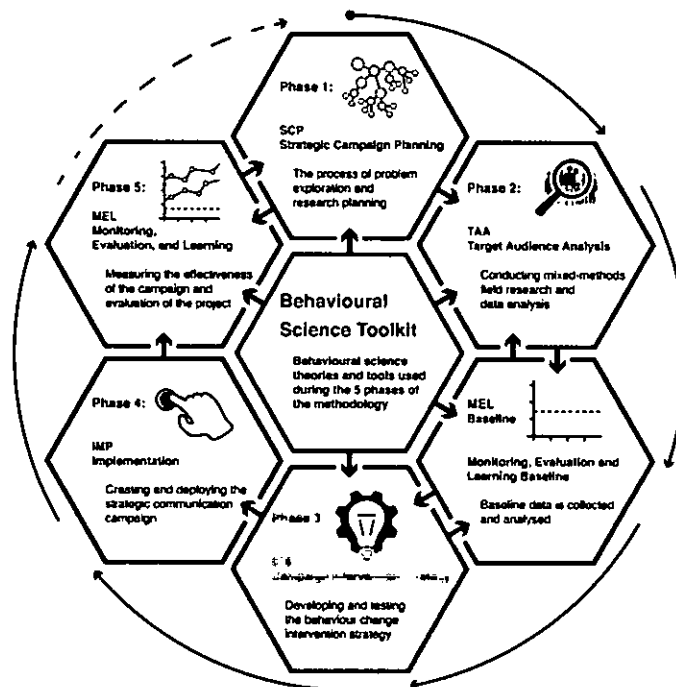 Phase 1:
SCP
Strategic Campaign Planning
The process of problem
exploration and
research planning
Phase 2:
TAA
Target Audience Analysis
Conducting mixed-methods
field research and
data analysis
MEL
Baseline
Monitoring, Evaluation and
Learning Baseline
Baseline data is collected
and analysed
Phase 3
Campaign
Developing and testing
the behaviour change
intervention strategy
Phase 4:
IMP
Implementation
Creating and deploying the
strategic communication
campaign
Phase 5:
MEL
Monitoring,
Evaluation, and Learning
Measuring the effectiveness
of the campaign and
evaluation of the project
Behavioural
Science Toolkit
Behavioural science
theories and tools used
during the 5 phases of
the methodology